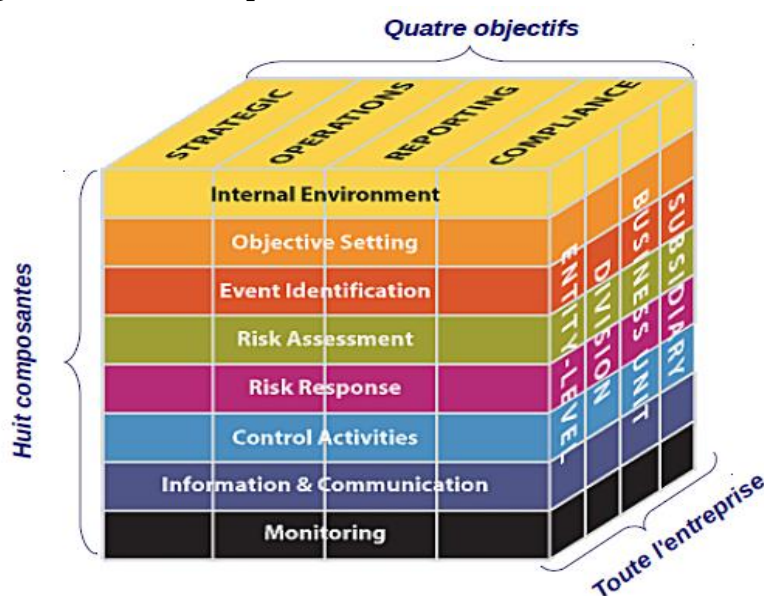 Quatre objectifs
STRATEGIC
OPERATIONS
REPORTING
COMPLIANCE
Internal Environment
Objective Setting
Event Identification
Risk Assessment
Risk Response
Control Activities
Information & Communication
Monitoring
ENTITY-LEVEL
DIVISION
BUSINESS UNIT
SUBSIDIARY
Huit composantes
Toute l'entreprise